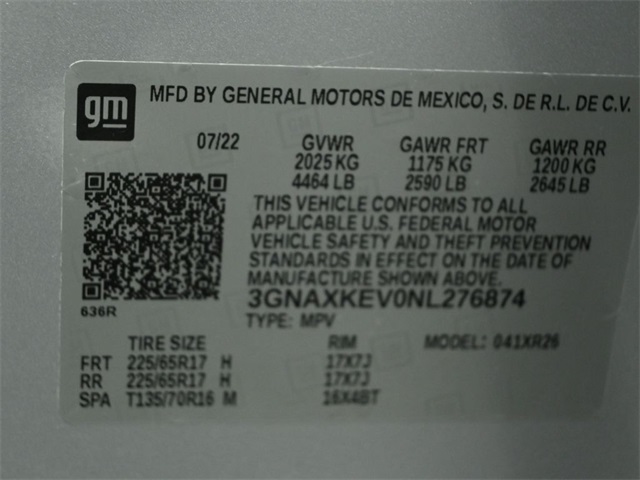 gm
MFD BY GENERAL MOTORS DE MEXICO, S. DE R.L. DE C.V.
07/22 GVWR GAWR FRT GAWR RR
2025 KG 1175 KG 1200 KG
4464 LB 2590 LB 2645 LB
THIS VEHICLE CONFORMS TO ALL
APPLICABLE U.S. FEDERAL MOTOR
VEHICLE SAFETY AND THEFT PREVENTION
STANDARDS IN EFFECT ON THE DATE OF
MANUFACTURE SHOWN ABOVE.
3GNAXKEV0NL276874
636R
TYPE: MPV
TIRE SIZE RIM MODEL: 041XR26
FRT 225/65R17 H 17X7J
RR 225/65R17 H 17X7J
SPA T135/70R16 M 16X4BT